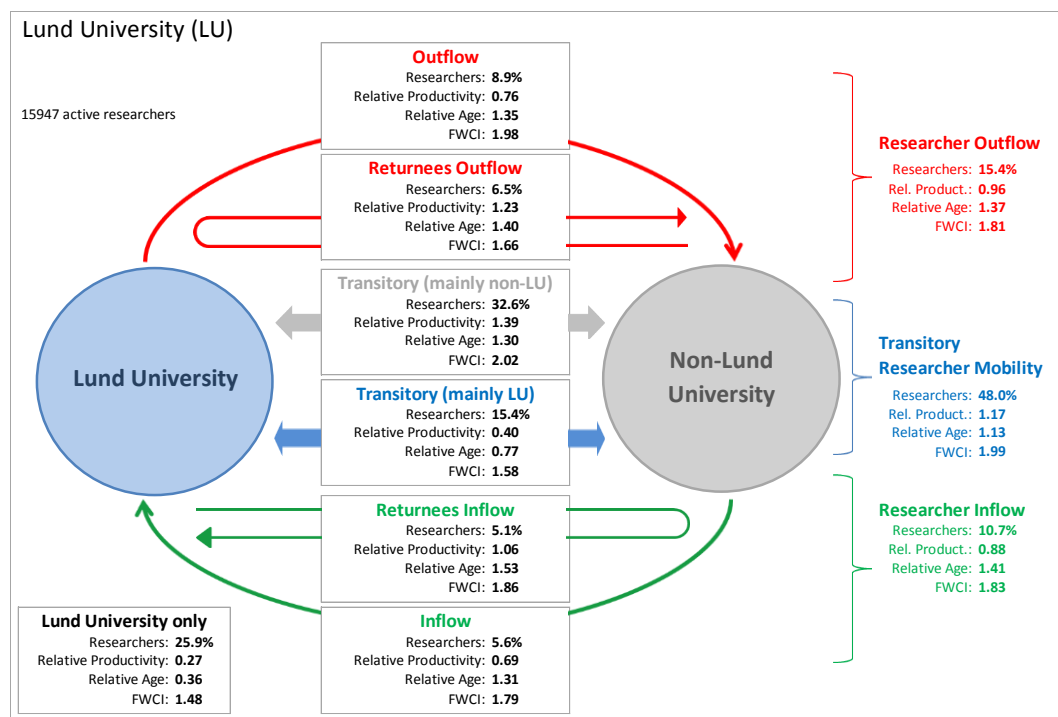 Lund University (LU)
15947 active researchers
Outflow
Researchers: 8.9%
Relative Productivity: 0.76
Relative Age: 1.35
FWCI: 1.98
Returnees Outflow
Researchers: 6.5%
Relative Productivity: 1.23
Relative Age: 1.40
FWCI: 1.66
Transitory (mainly non-LU)
Researchers: 32.6%
Relative Productivity: 1.39
Relative Age: 1.30
FWCI: 2.02
Lund University
Non-Lund
University
Transitory (mainly LU)
Researchers: 15.4%
Relative Productivity: 0.40
Relative Age: 0.77
FWCI: 1.58
Returnees Inflow
Researchers: 5.1%
Relative Productivity: 1.06
Relative Age: 1.53
FWCI: 1.86
Inflow
Researchers: 5.6%
Relative Productivity: 0.69
Relative Age: 1.31
FWCI: 1.79
Lund University only
Researchers: 25.9%
Relative Productivity: 0.27
Relative Age: 0.36
FWCI: 1.48
Researcher Outflow
Researchers: 15.4%
Rel. Product.: 0.96
Relative Age: 1.37
FWCI: 1.81
Transitory
Researcher Mobility
Researchers: 48.0%
Rel. Product.: 1.17
Relative Age: 1.13
FWCI: 1.99
Researcher Inflow
Researchers: 10.7%
Rel. Product.: 0.88
Relative Age: 1.41
FWCI: 1.83